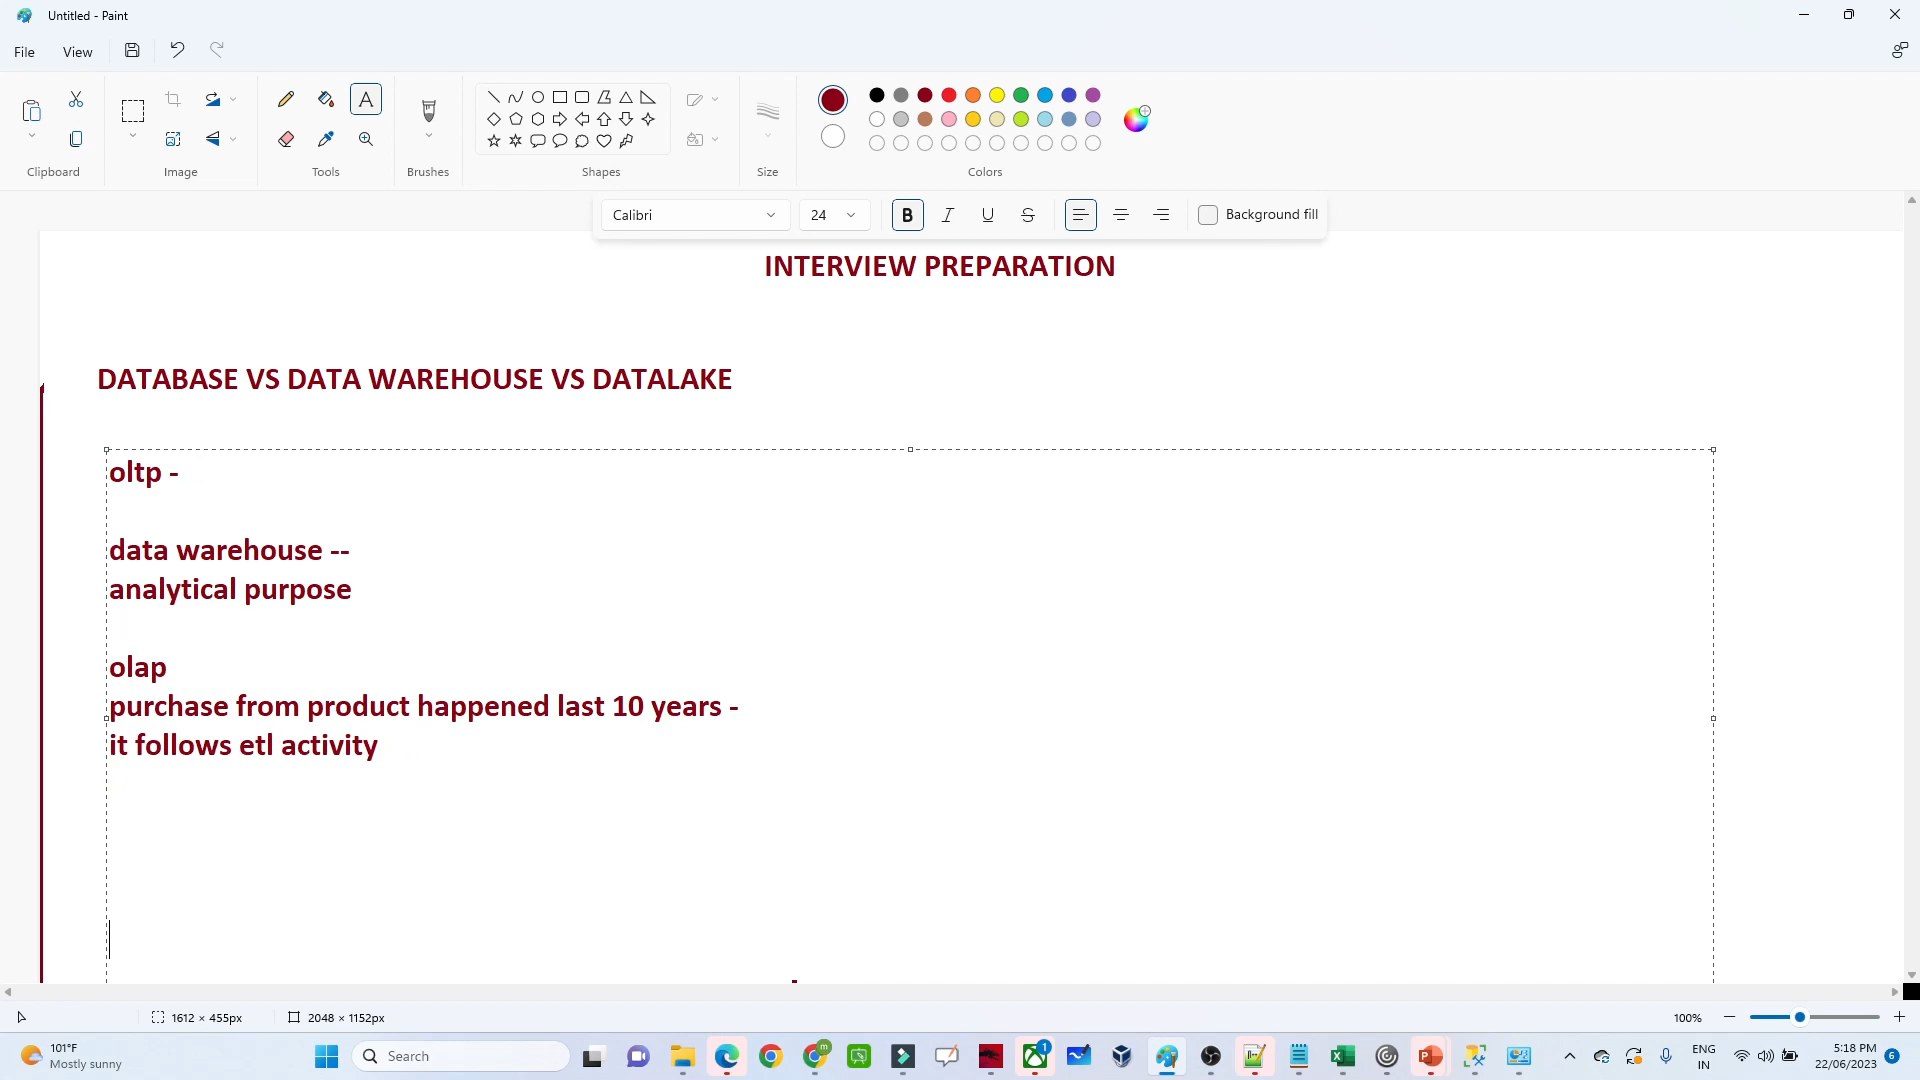 Untitled - Paint
File
View
Clipboard
Image
Tools
Brushes
Shapes
Size
Colors
Calibri
24
B
I
U
S
Background fill
INTERVIEW PREPARATION
DATABASE VS DATA WAREHOUSE VS DATALAKE
oltp -
data warehouse --
analytical purpose
olap
purchase from product happened last 10 years -
it follows etl activity
1612 × 455px
2048 × 1152px
100%
101°F
Mostly sunny
Search
ENG
IN
5:18 PM
22/06/2023
6